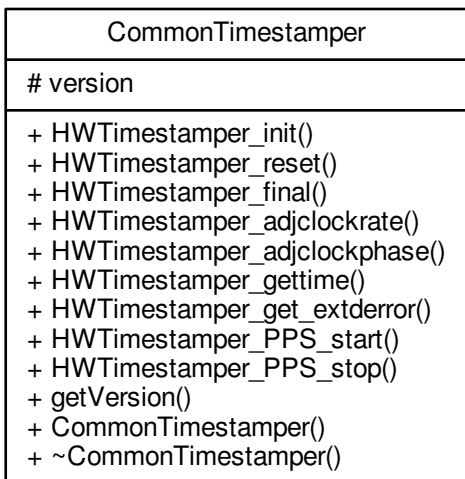 CommonTimestamper
# version
+ HWTimestamper_init()
+ HWTimestamper_reset()
+ HWTimestamper_final()
+ HWTimestamper_adjclockrate()
+ HWTimestamper_adjclockphase()
+ HWTimestamper_gettime()
+ HWTimestamper_get_extderror()
+ HWTimestamper_PPS_start()
+ HWTimestamper_PPS_stop()
+ getVersion()
+ CommonTimestamper()
+ ~CommonTimestamper()